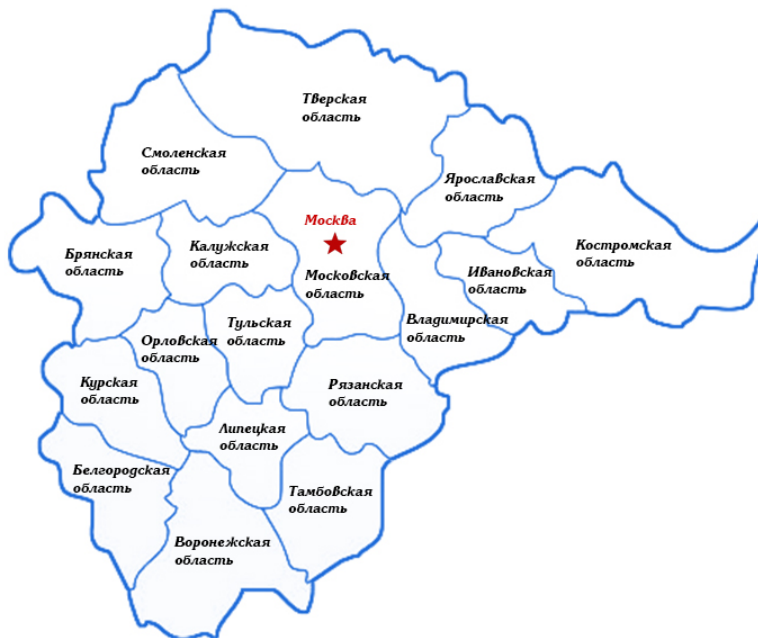 Тверская
область
Смоленская
область
Ярославская
область
Москва
Костромская
область
Брянская
область
Калужская
область
Московская
область
Ивановская
область
Владимирская
область
Орловская
область
Тульская
область
Курская
область
Рязанская
область
Липецкая
область
Белгородская
область
Тамбовская
область
Воронежская
область